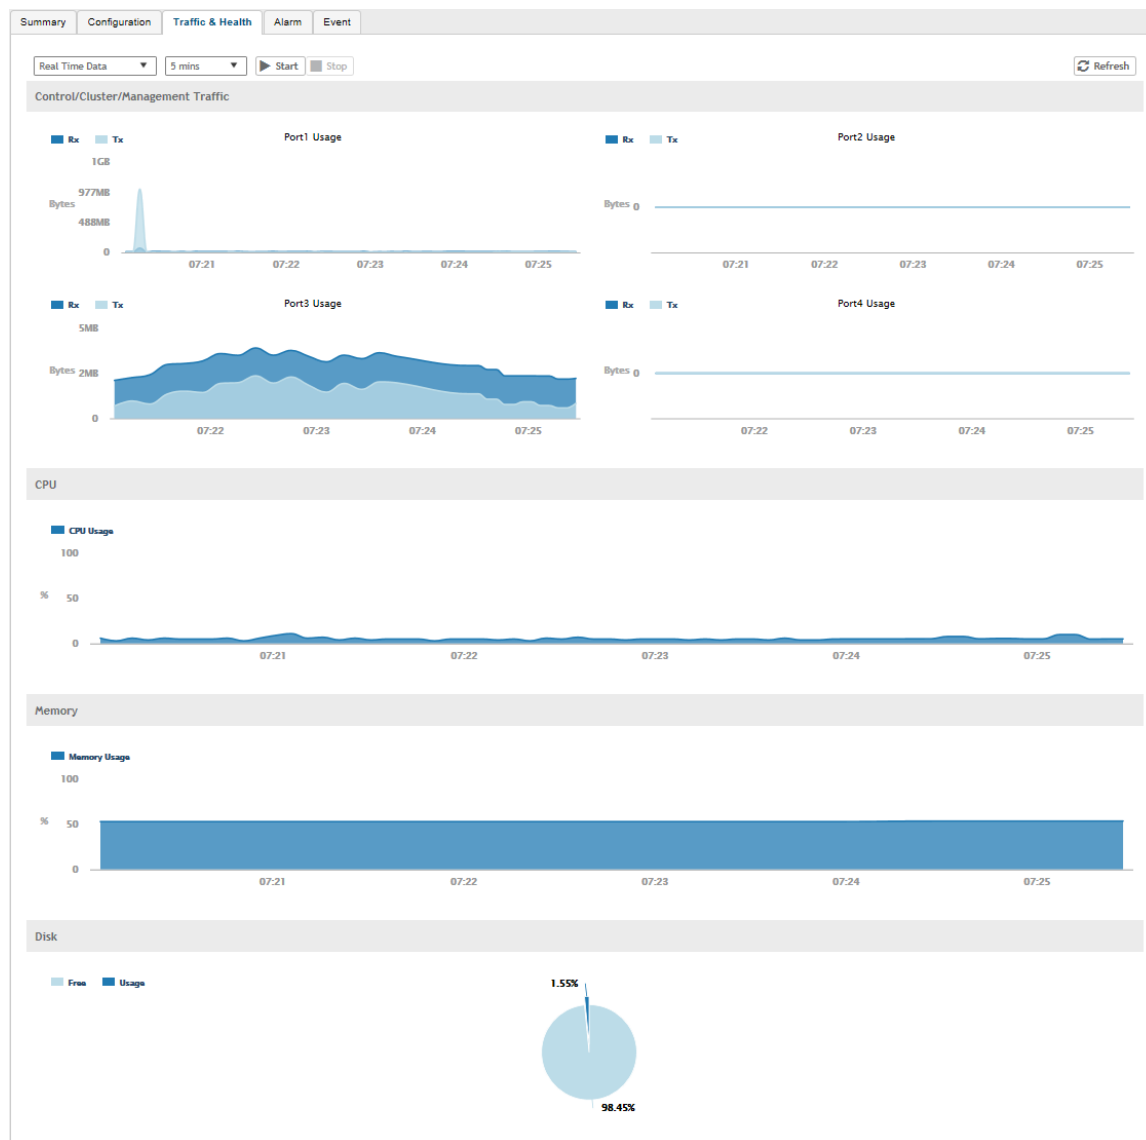 Summary Configuration Traffic & Health Alarm Event
Real Time Data 5 mins Start Stop Refresh
Control/Cluster/Management Traffic
Port1 Usage
Rx Tx
1GB
977MB
Bytes
488MB
0
07:21 07:22 07:23 07:24 07:25
Port2 Usage
Rx Tx
Bytes 0
07:21 07:22 07:23 07:24 07:25
Port3 Usage
Rx Tx
5MB
Bytes 2MB
0
07:22 07:23 07:24 07:25
Port4 Usage
Rx Tx
Bytes 0
07:22 07:23 07:24 07:25
CPU
CPU Usage
100
% 50
0
07:21 07:22 07:23 07:24 07:25
Memory
Memory Usage
100
% 50
0
07:21 07:22 07:23 07:24 07:25
Disk
Free Usage
1.55%
98.45%